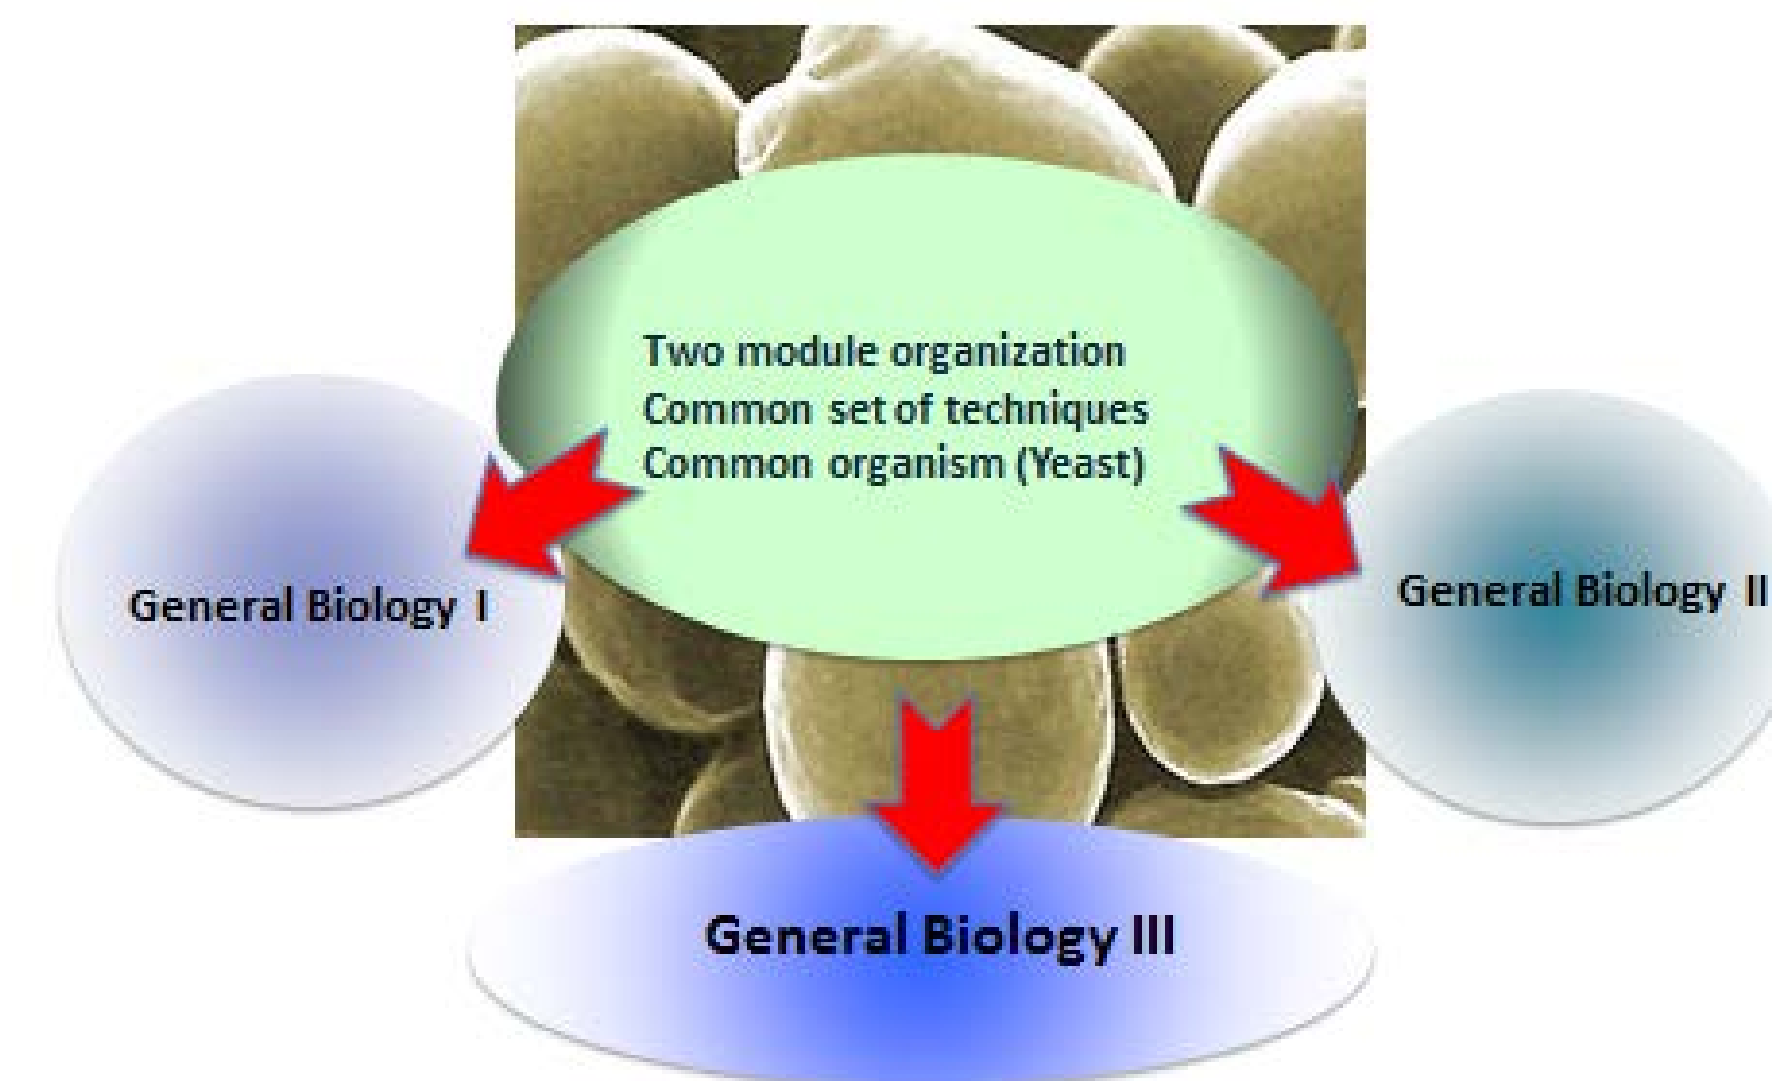 Two module organization
Common set of techniques
Common organism (Yeast)
General Biology I
General Biology II
General Biology III